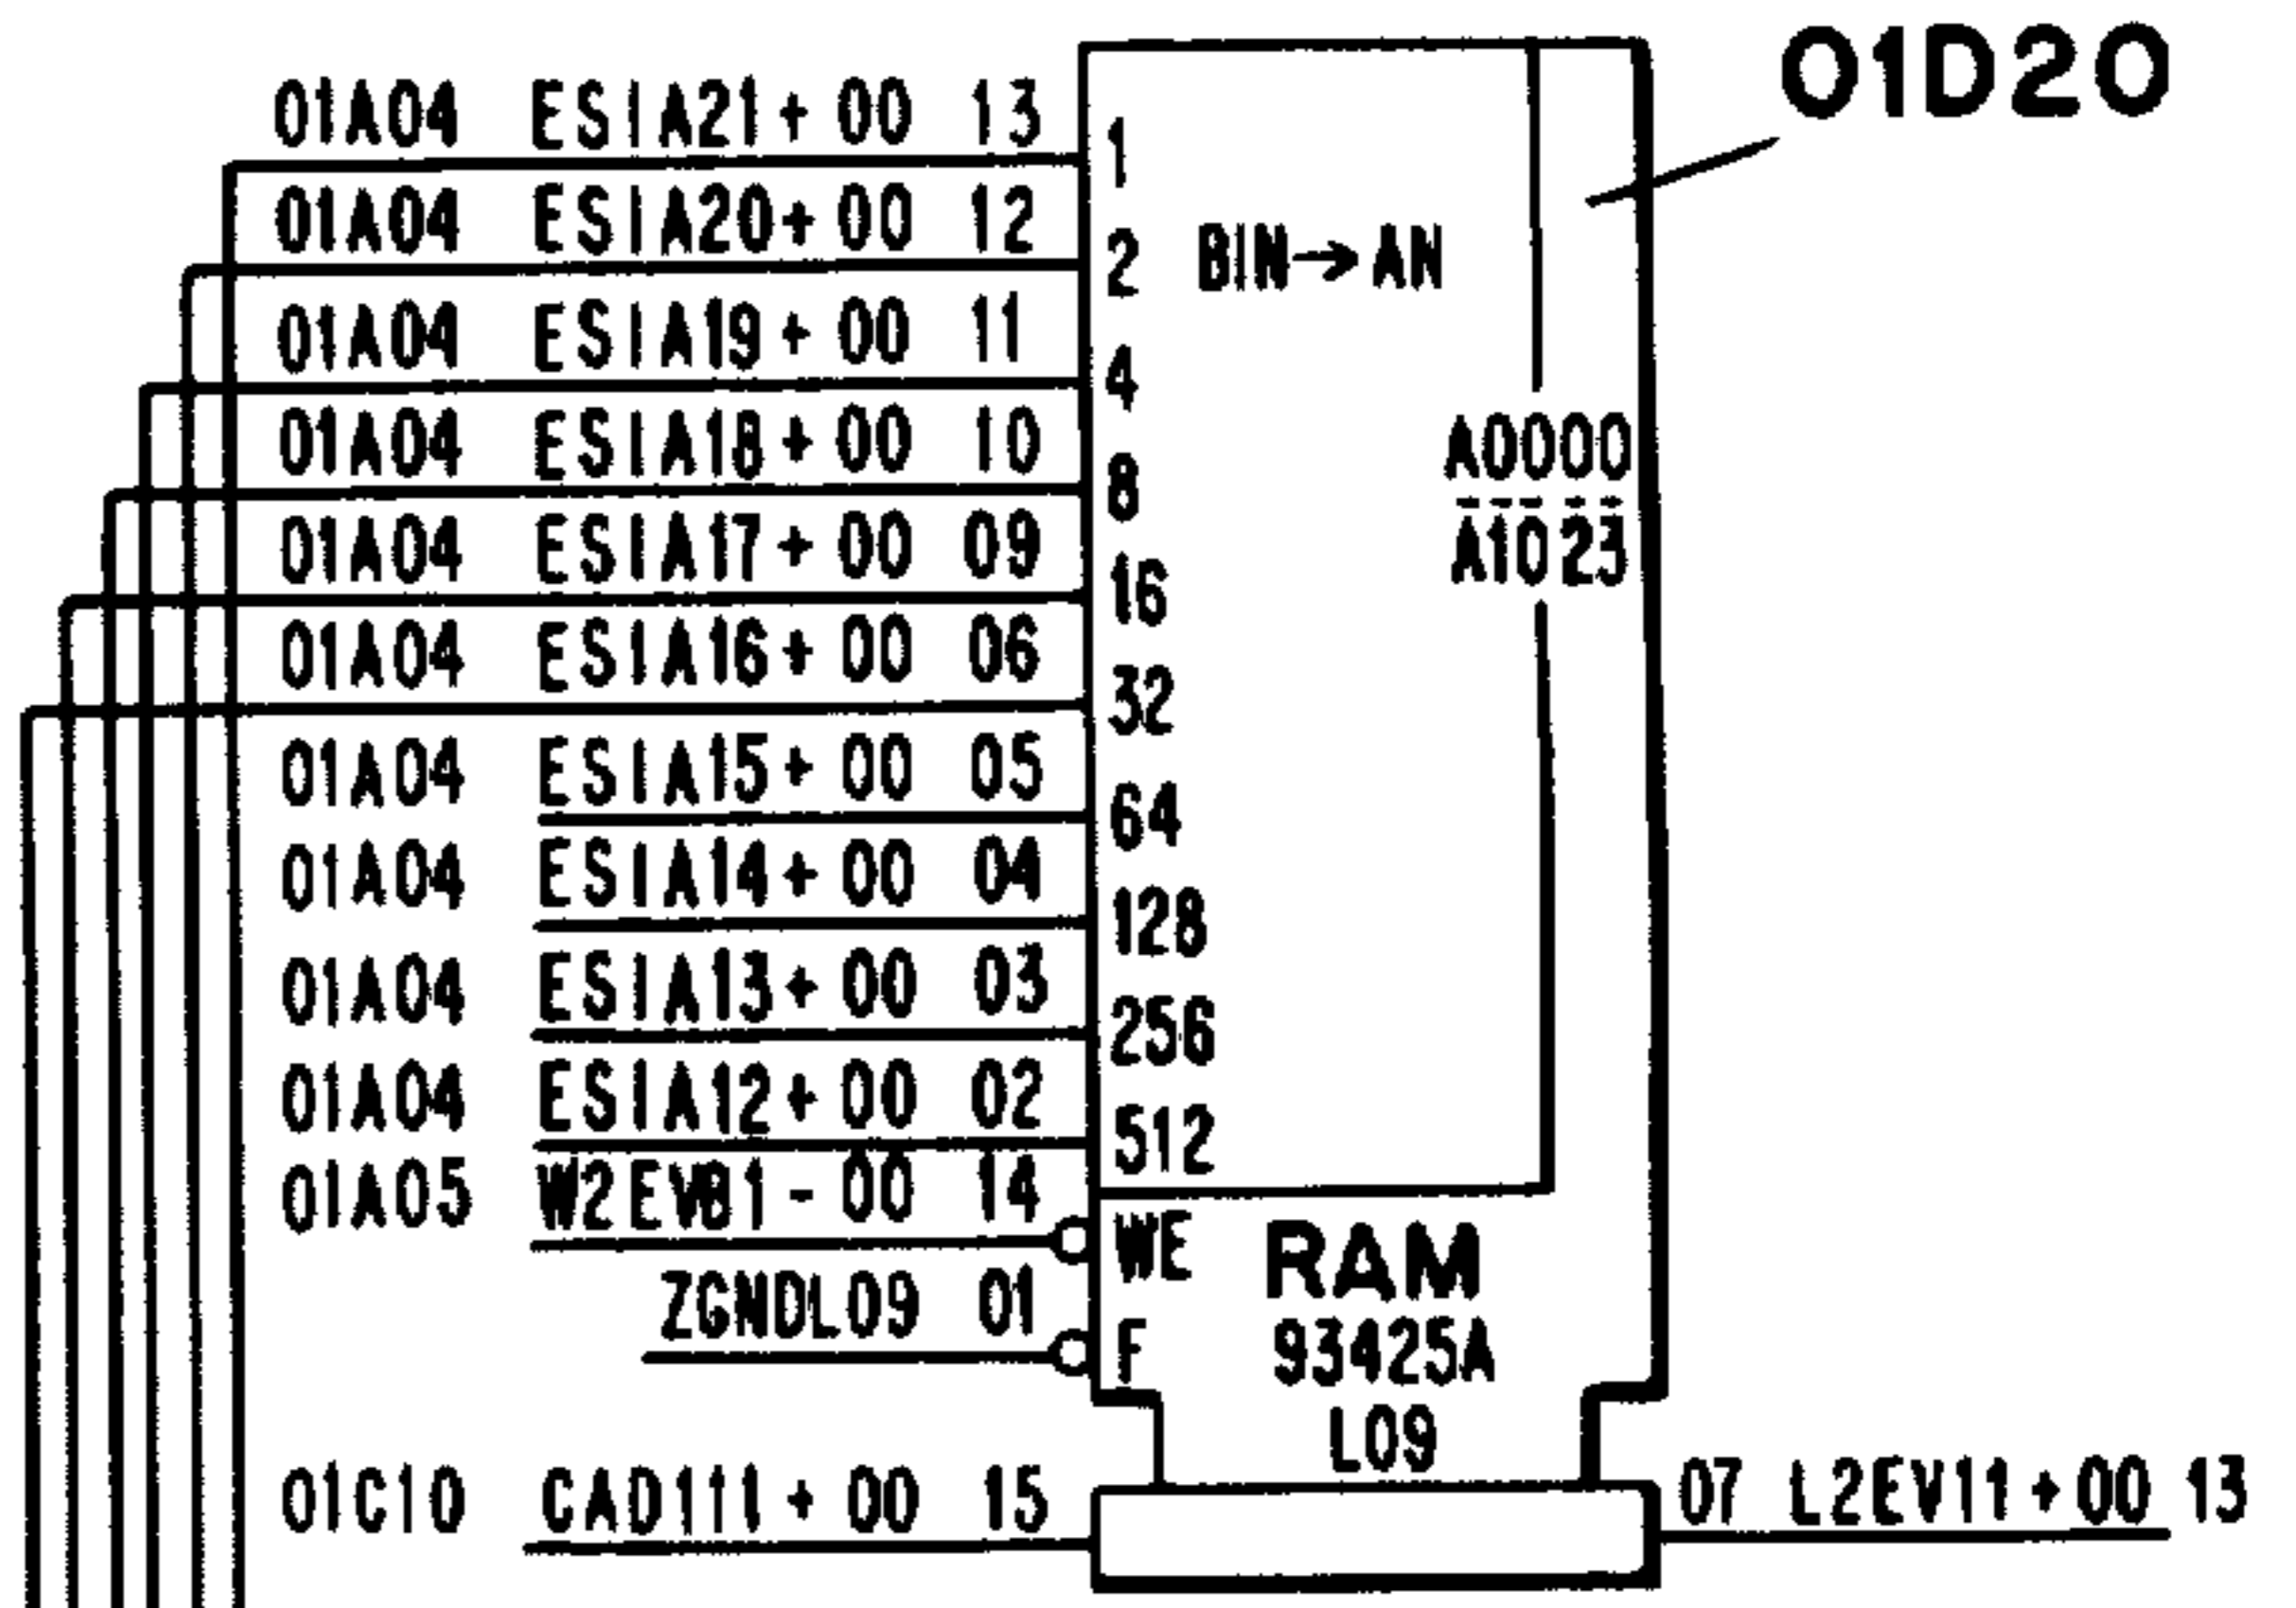 01D20
01A04 ESIA21+00 13 1
01A04 ESIA20+00 12 2 BIN→AN
01A04 ESIA19+00 11 4
01A04 ESIA18+00 10 8 A0000
01A04 ESIA17+00 09 16 A1023
01A04 ESIA16+00 06 32
01A04 ESIA15+00 05 64
01A04 ESIA14+00 04 128
01A04 ESIA13+00 03 256
01A04 ESIA12+00 02 512
01A05 W2EVB1-00 14 WE RAM
ZGNDL09 01 F 93425A
L09
01C10 CAD111+00 15 07 L2EV11+00 13